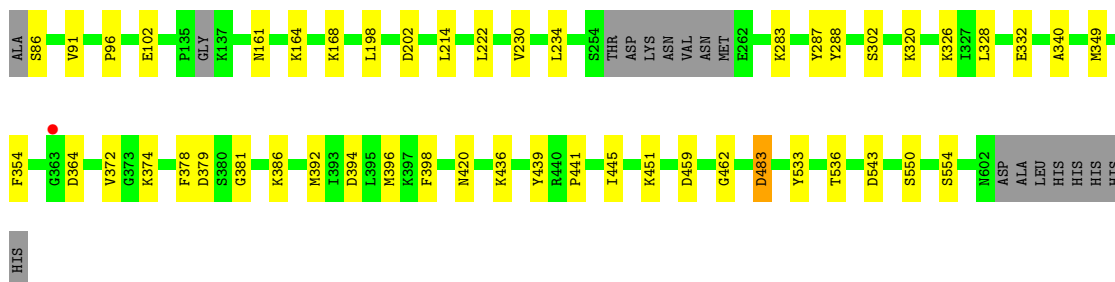 ALA S86 V91 P96 E102 P135 GLY K137 N161 K164 K168 L198 D202 L214 L222 V230 L234 S254 THR ASP LYS ASN VAL ASN MET E262 K283 Y287 Y288 S302 K320 K326 I327 L328 E332 A340 M349
F354 G363 D364 V372 G373 K374 F378 D379 S380 G381 K386 M392 I393 D394 L395 M396 K397 F398 N420 K436 Y439 R440 P441 I445 K451 D459 G462 D483 Y533 T536 D543 S550 S554 N602 ASP ALA LEU HIS HIS HIS HIS HIS
HIS